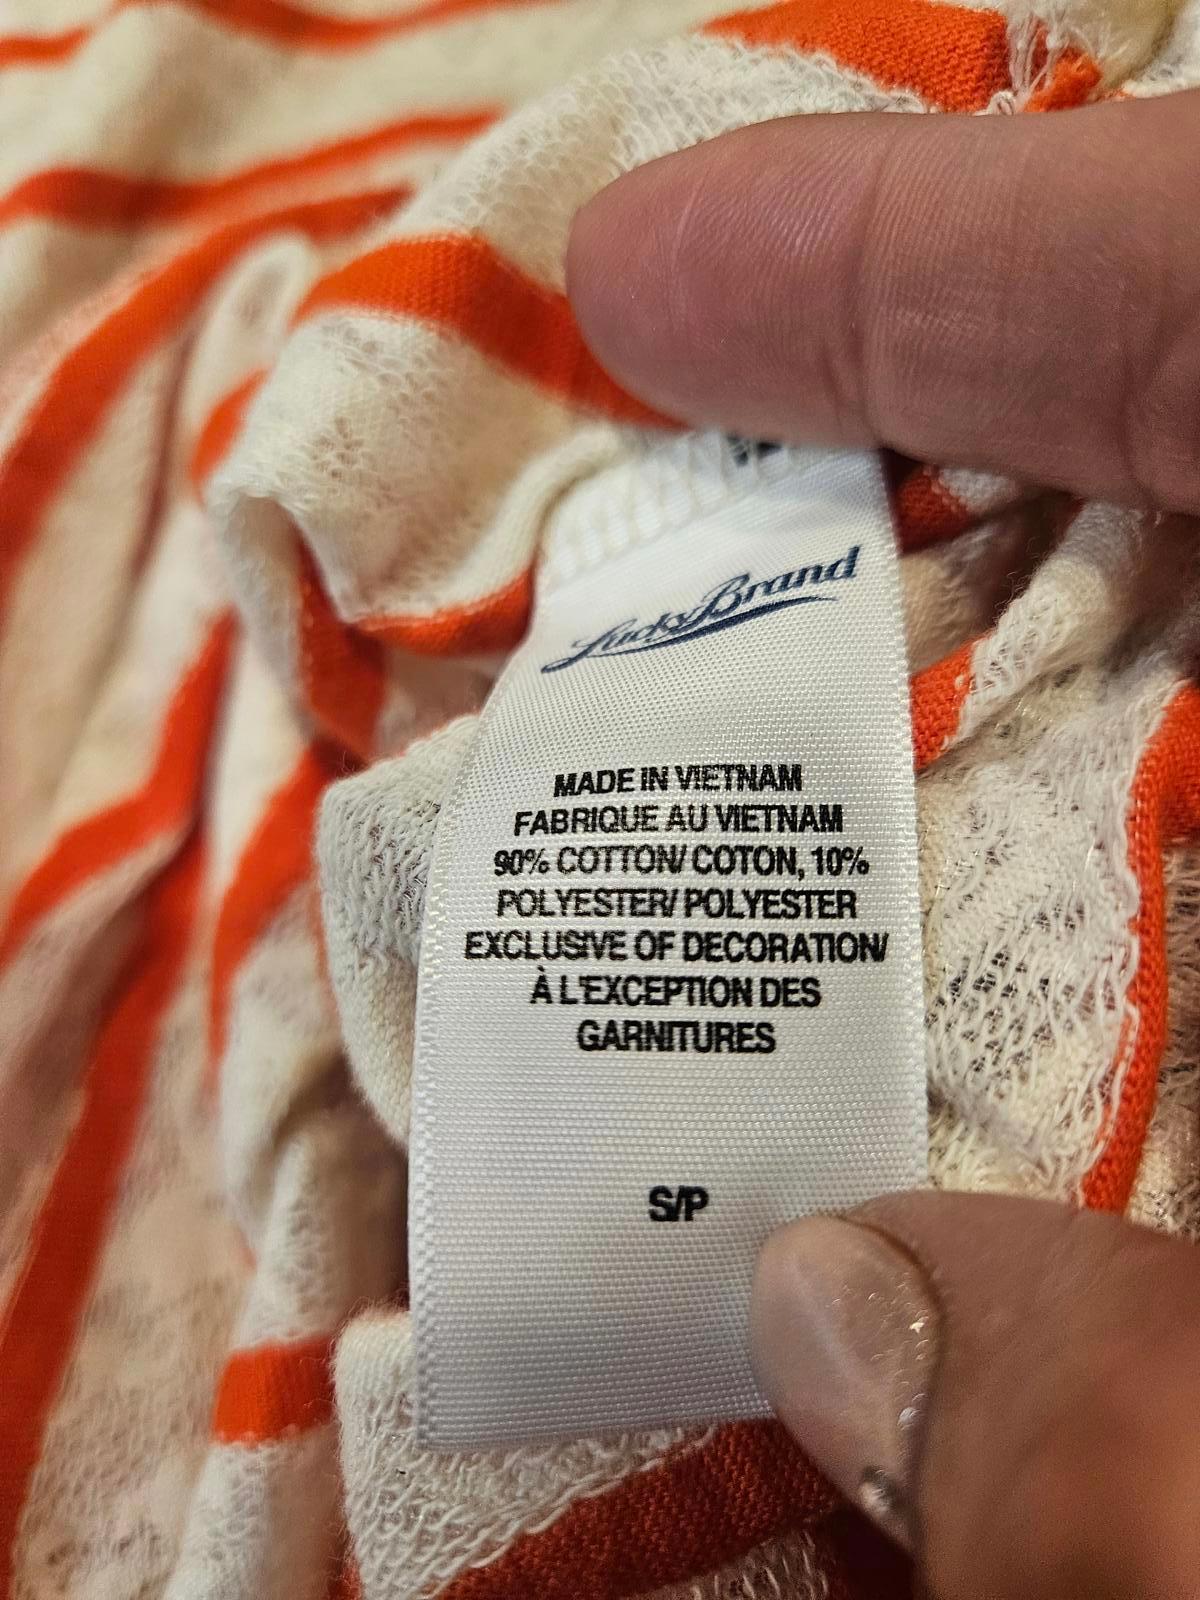 Lucky Brand
MADE IN VIETNAM
FABRIQUE AU VIETNAM
90% COTTON/ COTON, 10%
POLYESTER/ POLYESTER
EXCLUSIVE OF DECORATION/
À L'EXCEPTION DES
GARNITURES
S/P